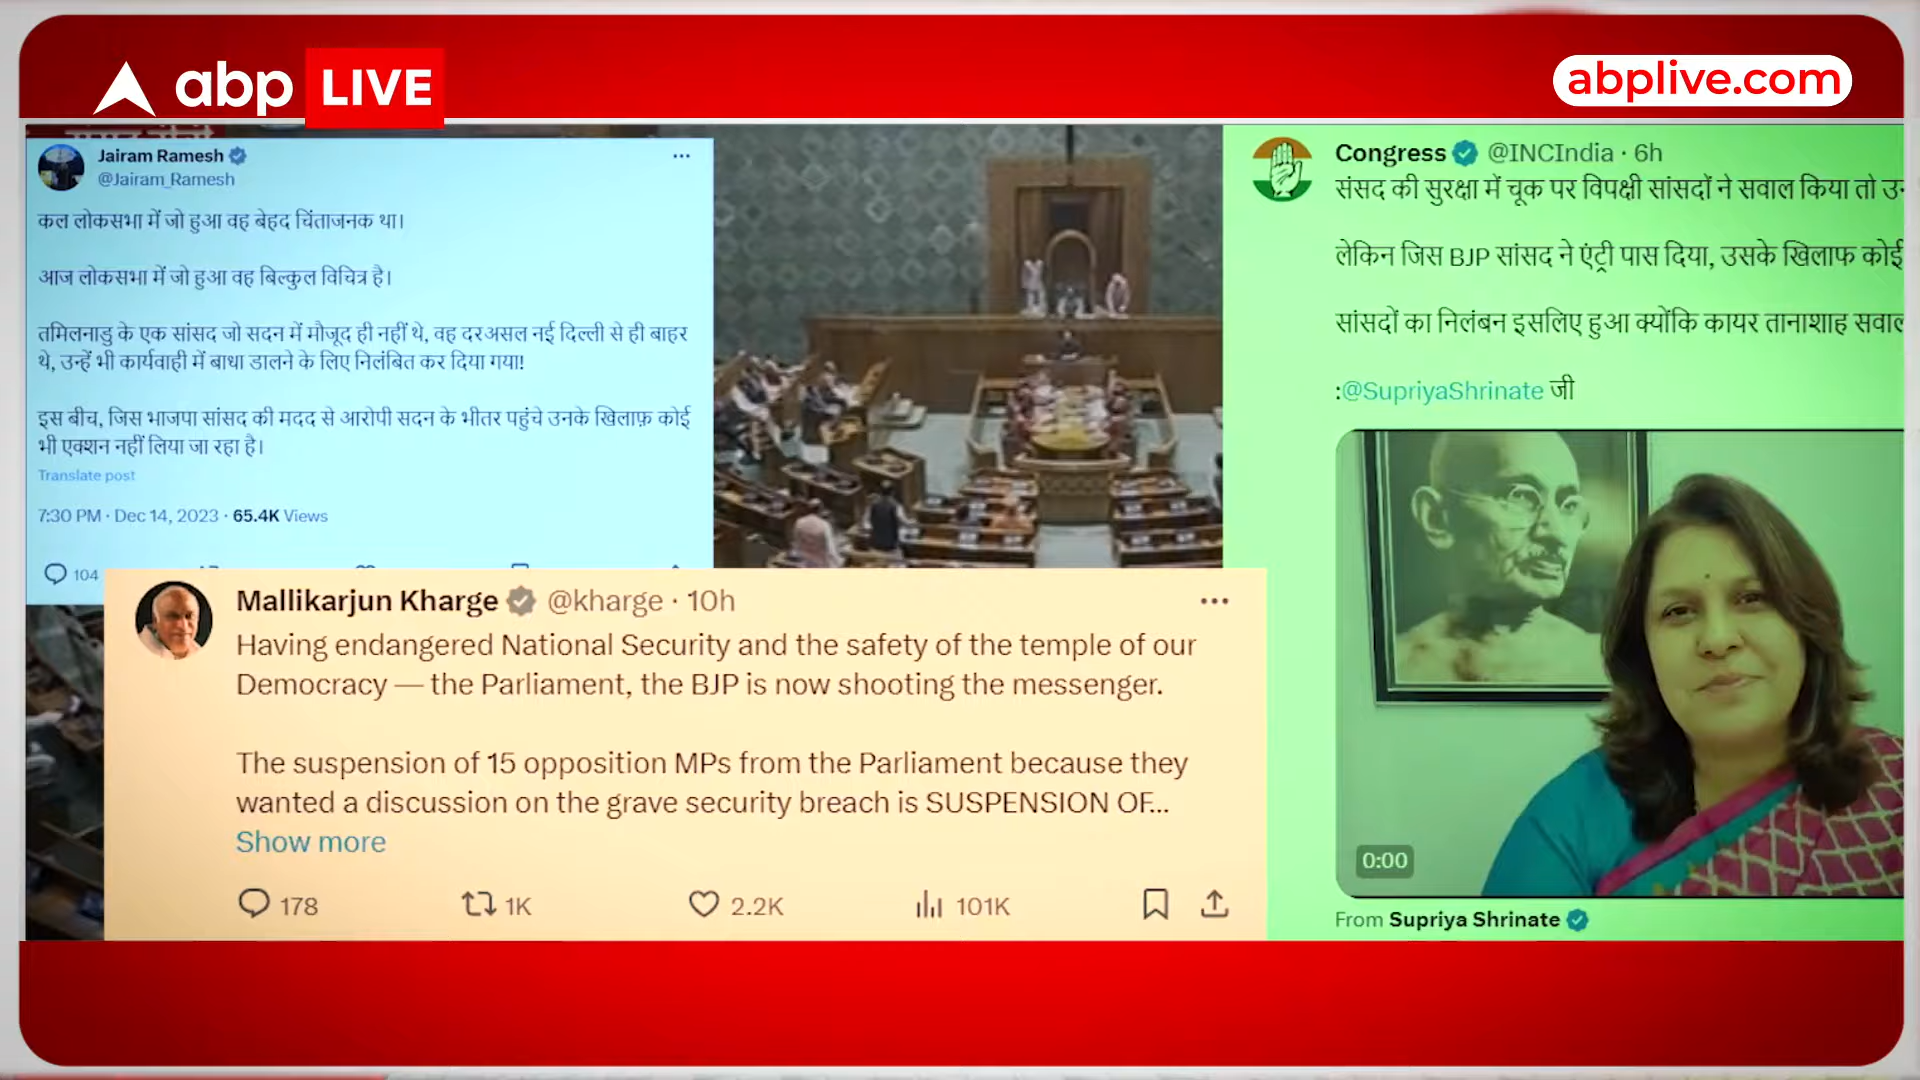 abp LIVE
abplive.com
Jairam Ramesh
@Jairam_Ramesh
कल लोकसभा में जो हुआ वह बेहद चिंताजनक था।
आज लोकसभा में जो हुआ वह बिल्कुल विचित्र है।
तमिलनाडु के एक सांसद जो सदन में मौजूद ही नहीं थे, वह दरअसल नई दिल्ली से ही बाहर
थे, उन्हें भी कार्यवाही में बाधा डालने के लिए निलंबित कर दिया गया!
इस बीच, जिस भाजपा सांसद की मदद से आरोपी सदन के भीतर पहुंचे उनके खिलाफ़ कोई
भी एक्शन नहीं लिया जा रहा है।
Translate post
7:30 PM · Dec 14, 2023 · 65.4K Views
104
Congress @INCIndia · 6h
संसद की सुरक्षा में चूक पर विपक्षी सांसदों ने सवाल किया तो
लेकिन जिस BJP सांसद ने एंट्री पास दिया, उसके खिलाफ कोई
सांसदों का निलंबन इसलिए हुआ क्योंकि कायर तानाशाह सवाल
:@SupriyaShrinate जी
0:00
From Supriya Shrinate
Mallikarjun Kharge @kharge · 10h
Having endangered National Security and the safety of the temple of our
Democracy — the Parliament, the BJP is now shooting the messenger.
The suspension of 15 opposition MPs from the Parliament because they
wanted a discussion on the grave security breach is SUSPENSION OF...
Show more
178 1K 2.2K 101K